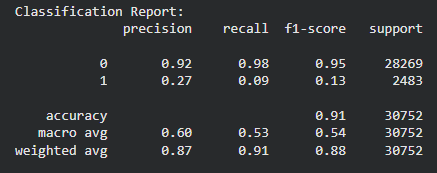 Classification Report:
precision recall f1-score support
0 0.92 0.98 0.95 28269
1 0.27 0.09 0.13 2483
accuracy 0.91 30752
macro avg 0.60 0.53 0.54 30752
weighted avg 0.87 0.91 0.88 30752